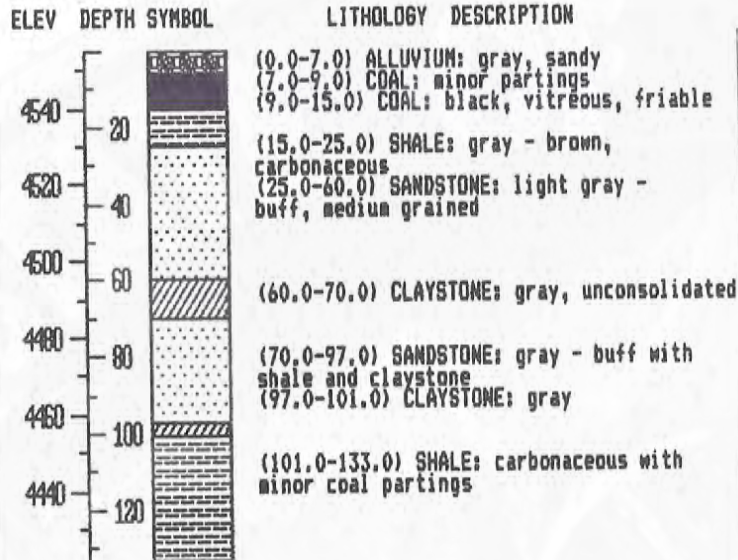 ELEV DEPTH SYMBOL LITHOLOGY DESCRIPTION
(0.0-7.0) ALLUVIUM: gray, sandy
(7.0-9.0) COAL: minor partings
(9.0-15.0) COAL: black, vitreous, friable
4540
20
(15.0-25.0) SHALE: gray - brown,
carbonaceous
4520
(25.0-60.0) SANDSTONE: light gray -
40
buff, medium grained
4500
60
(60.0-70.0) CLAYSTONE: gray, unconsolidated
4480
80
(70.0-97.0) SANDSTONE: gray - buff with
shale and claystone
4460
(97.0-101.0) CLAYSTONE: gray
100
(101.0-133.0) SHALE: carbonaceous with
minor coal partings
4440
120